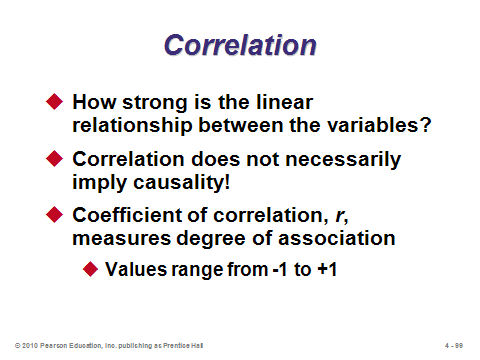 Correlation
How strong is the linear
relationship between the variables?
Correlation does not necessarily
imply causality!
Coefficient of correlation, r,
measures degree of association
Values range from -1 to +1
© 2010 Pearson Education, Inc. publishing as Prentice Hall
4 - 99